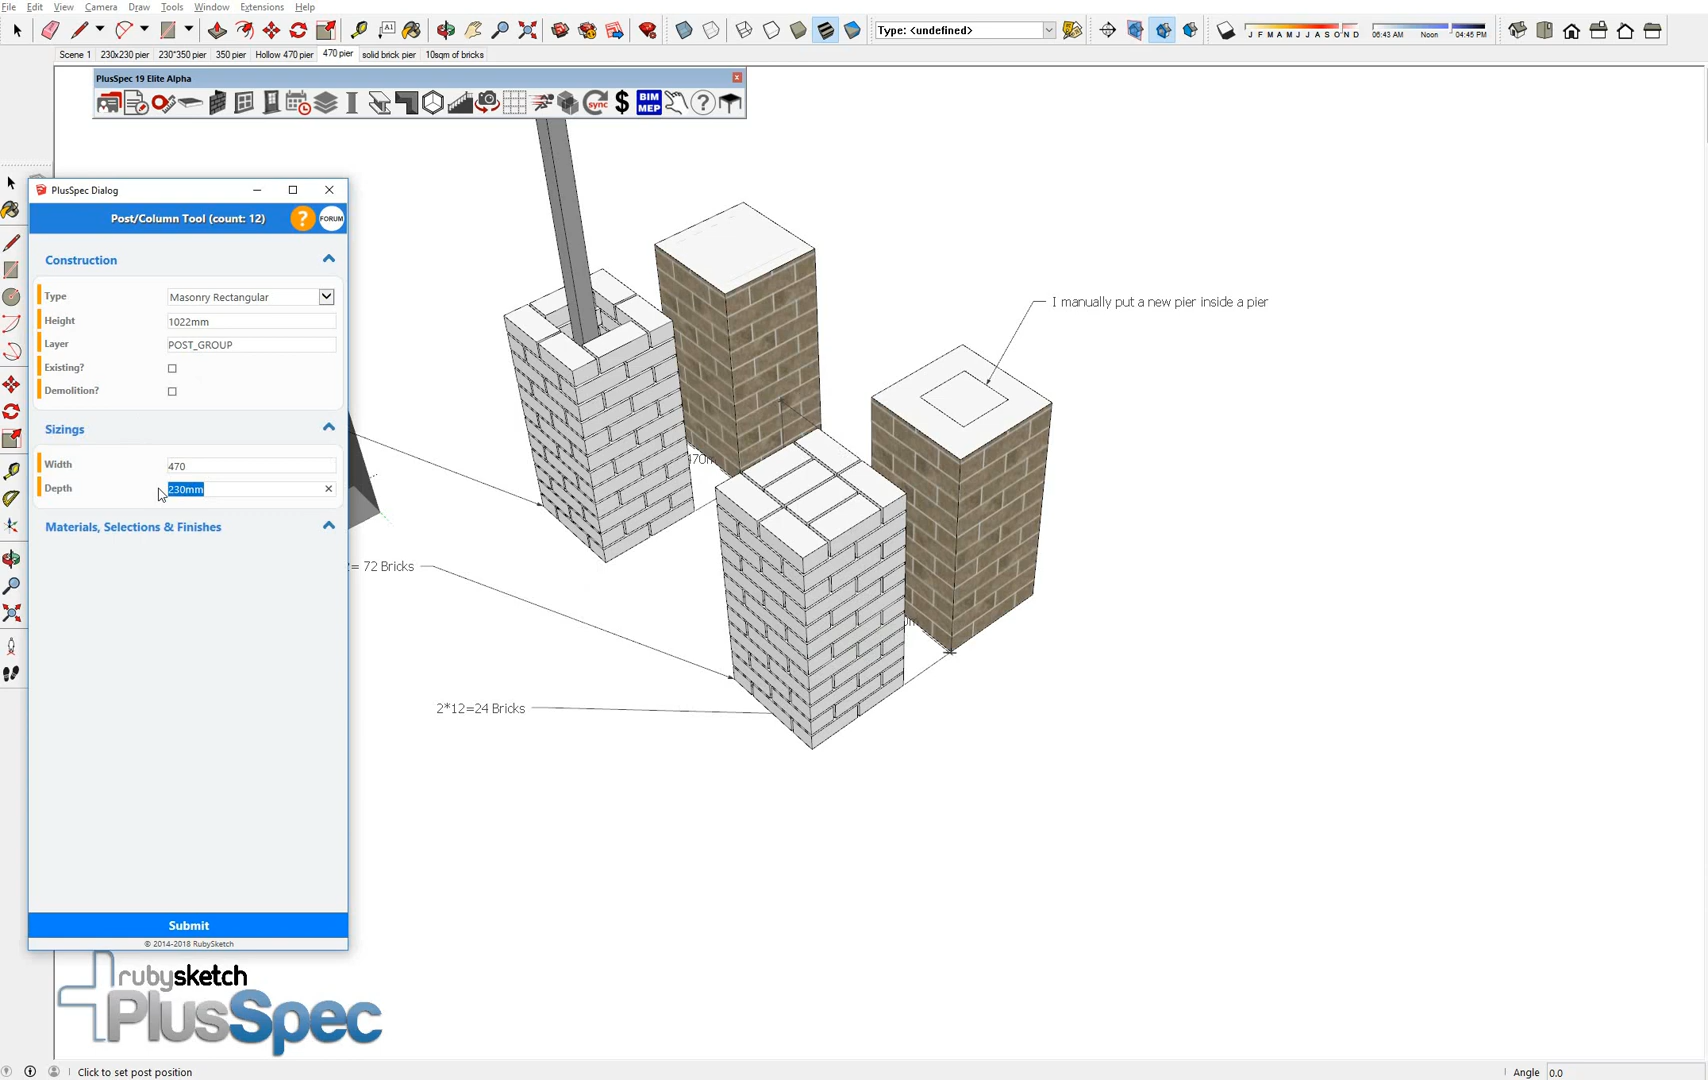 File Edit View Camera Draw Tools Window Extensions Help
Type: <undefined>
J F M A M J J A S O N D
06:43 AM Noon 04:45 PM
Scene 1 230x230 pier 230*350 pier 350 pier Hollow 470 pier 470 pier solid brick pier 10sqm of bricks
PlusSpec 19 Elite Alpha
sync $ BIM MEP ?
PlusSpec Dialog
Post/Column Tool (count: 12) ? FORUM
Construction
Type Masonry Rectangular
Height 1022mm
Layer POST_GROUP
Existing?
Demolition?
Sizings
Width 470
Depth 230mm
Materials, Selections & Finishes
Submit
© 2014-2018 RubySketch
I manually put a new pier inside a pier
= 72 Bricks
2*12=24 Bricks
rubysketch
PlusSpec
Click to set post position
Angle 0.0